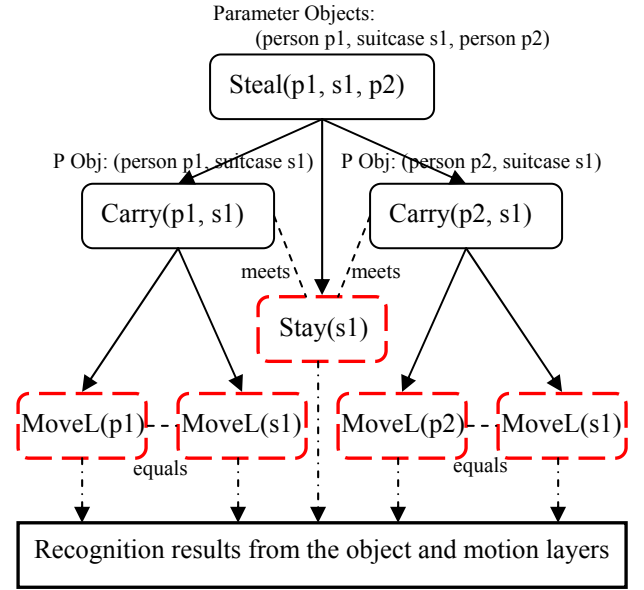 Parameter Objects:
(person p1, suitcase s1, person p2)
Steal(p1, s1, p2)
P Obj: (person p1, suitcase s1)
P Obj: (person p2, suitcase s1)
Carry(p1, s1)
Carry(p2, s1)
meets
meets
Stay(s1)
MoveL(p1)
MoveL(s1)
MoveL(p2)
MoveL(s1)
equals
equals
Recognition results from the object and motion layers